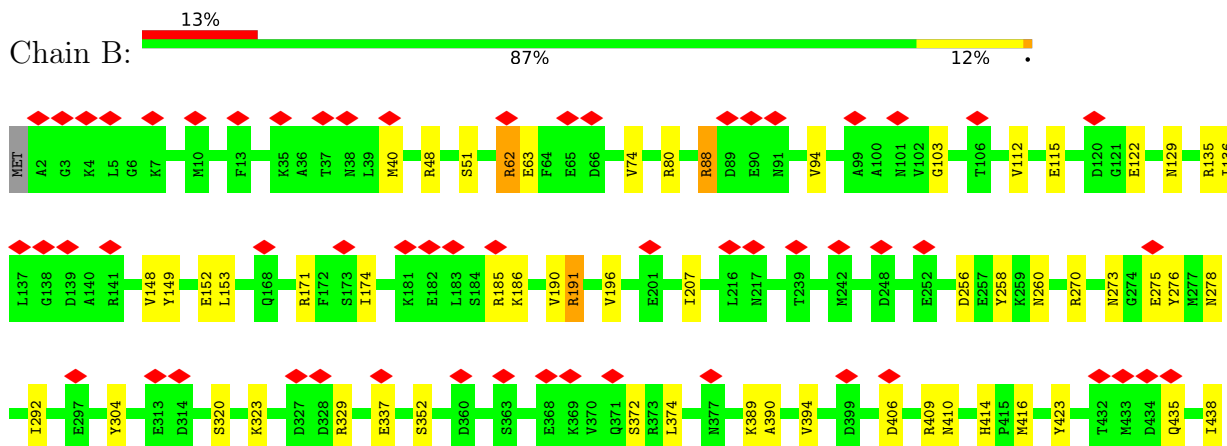 13%
Chain B:
87% 12% •
MET A2 G3 K4 L5 G6 K7 M10 F13 K35 A36 T37 N38 L39 M40 R48 S51 R62 E63 F64 E65 D66 V74 R80 R88 D89 E90 N91 V94 A99 A100 N101 V102 G103 T106 V112 E115 D120 G121 E122 N129 R135 I136
L137 G138 D139 A140 R141 V148 Y149 E152 L153 Q168 R171 F172 S173 I174 K181 E182 L183 S184 R185 K186 V190 R191 V196 E201 I207 L216 N217 T239 M242 D248 E252 D256 E257 Y258 K259 N260 R270 N273 G274 E275 Y276 M277 N278
I292 E297 Y304 E313 D314 S320 K323 D327 D328 R329 E337 S352 D360 S363 E368 K369 V370 Q371 S372 R373 L374 N377 K389 A390 V394 D399 D406 R409 N410 H414 P415 M416 Y423 T432 M433 D434 Q435 I438